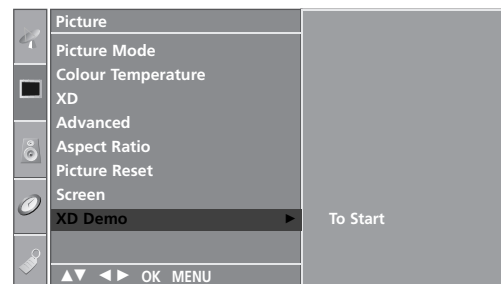 Picture
Picture Mode
Colour Temperature
XD
Advanced
Aspect Ratio
Picture Reset
Screen
XD Demo ► To Start
▲▼ ◄► OK MENU